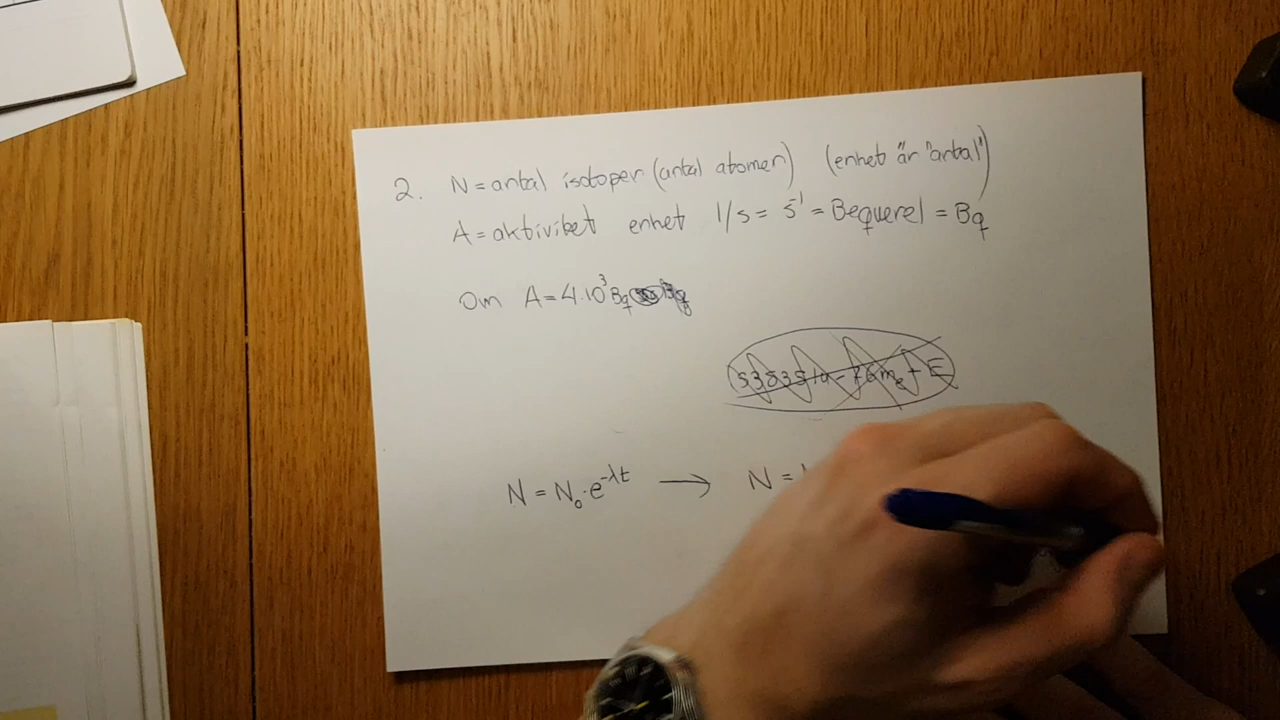 2. N = antal isotoper (antal atomer) (enhet är "antal")
A = aktivitet enhet 1/s = s⁻¹ = Bequerel = Bq
Om A = 4·10³ Bq
N = N₀·e^(-λt) → N =